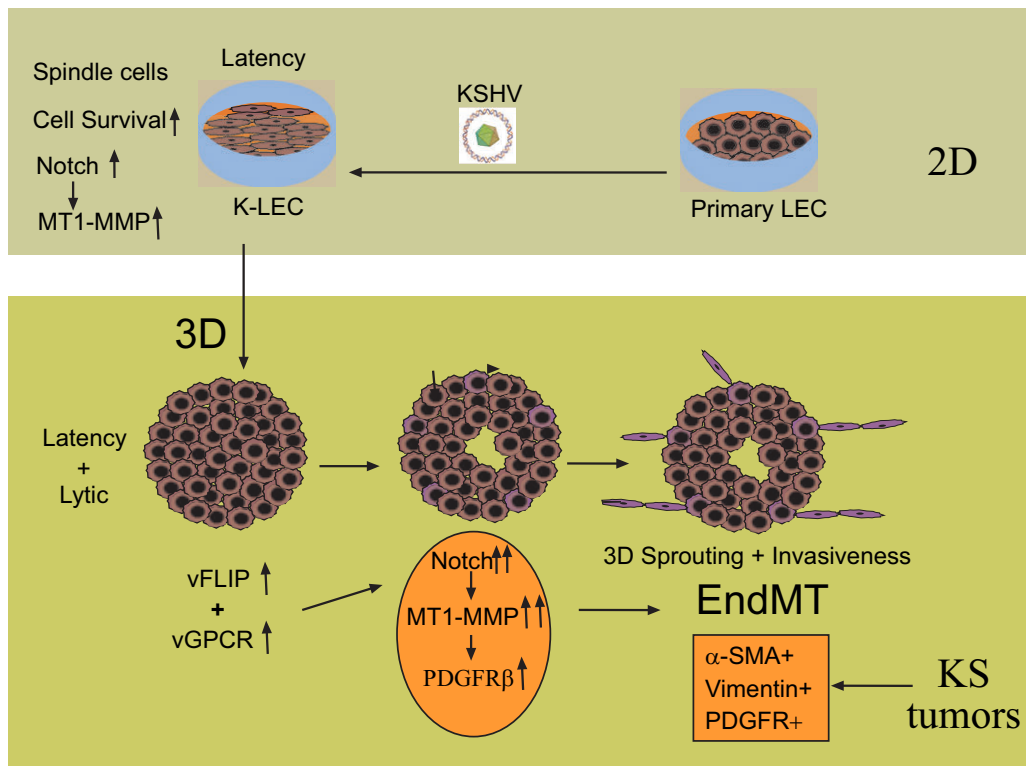 Latency
Spindle cells
Cell Survival
Notch
MT1-MMP
K-LEC
KSHV
Primary LEC
2D
3D
Latency
+
Lytic
vFLIP
+
vGPCR
Notch
MT1-MMP
PDGFRβ
3D Sprouting + Invasiveness
EndMT
α-SMA+
Vimentin+
PDGFR+
KS
tumors